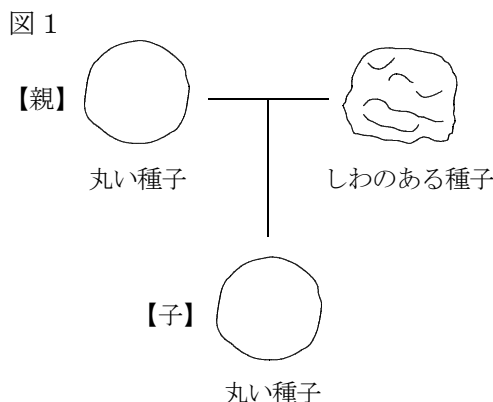 図 1
【親】
丸い種子
しわのある種子
【子】
丸い種子